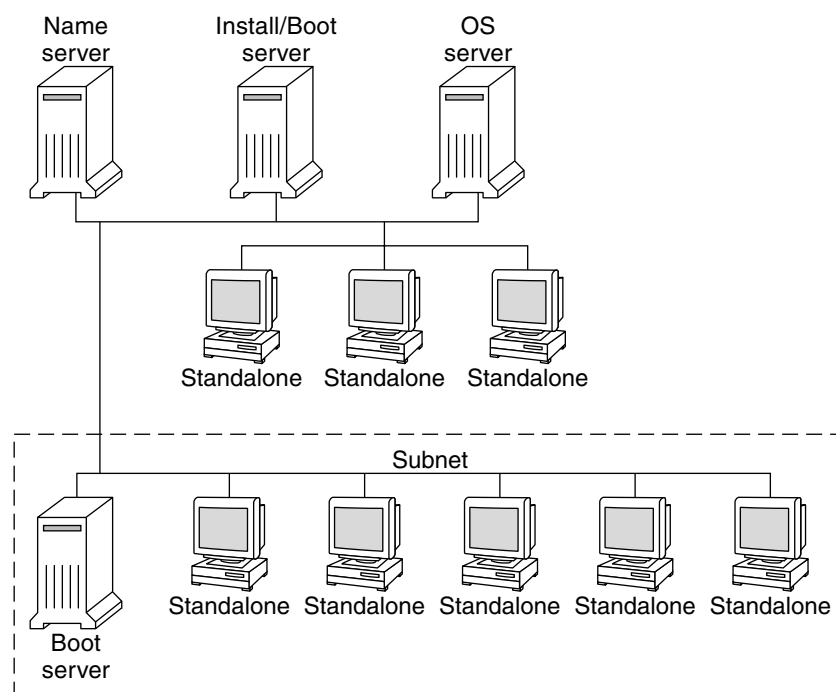 Name
server
Install/Boot
server
OS
server
Standalone
Standalone
Standalone
Subnet
Boot
server
Standalone
Standalone
Standalone
Standalone
Standalone